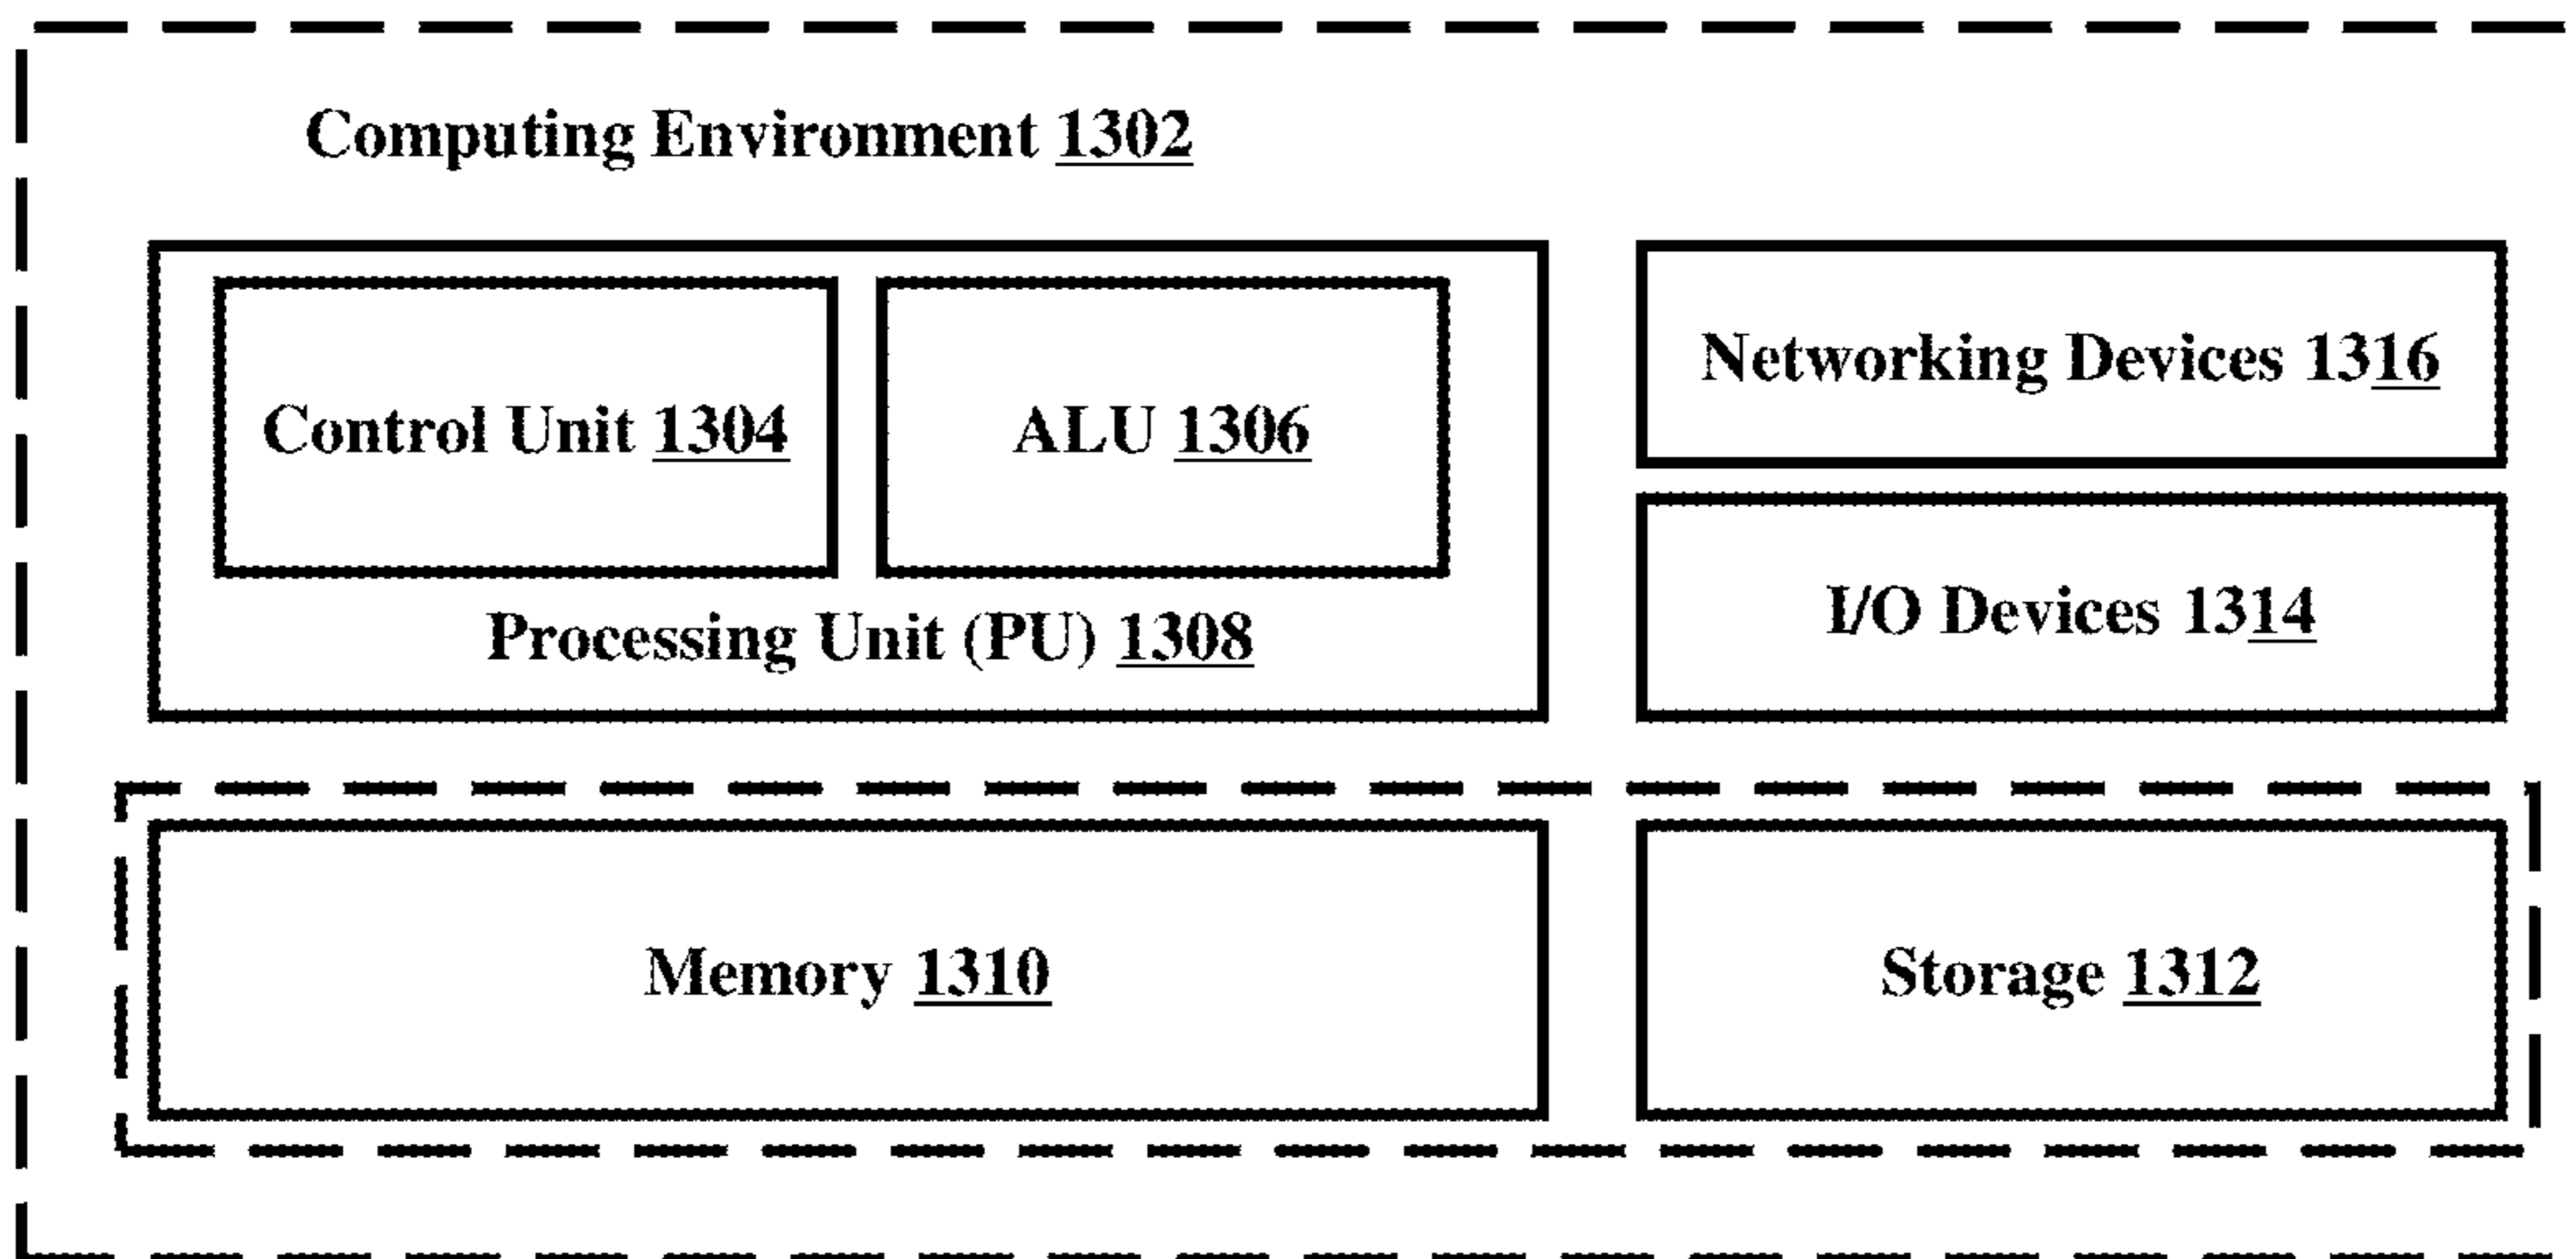 Computing Environment 1302
Control Unit 1304
ALU 1306
Processing Unit (PU) 1308
Networking Devices 1316
I/O Devices 1314
Memory 1310
Storage 1312